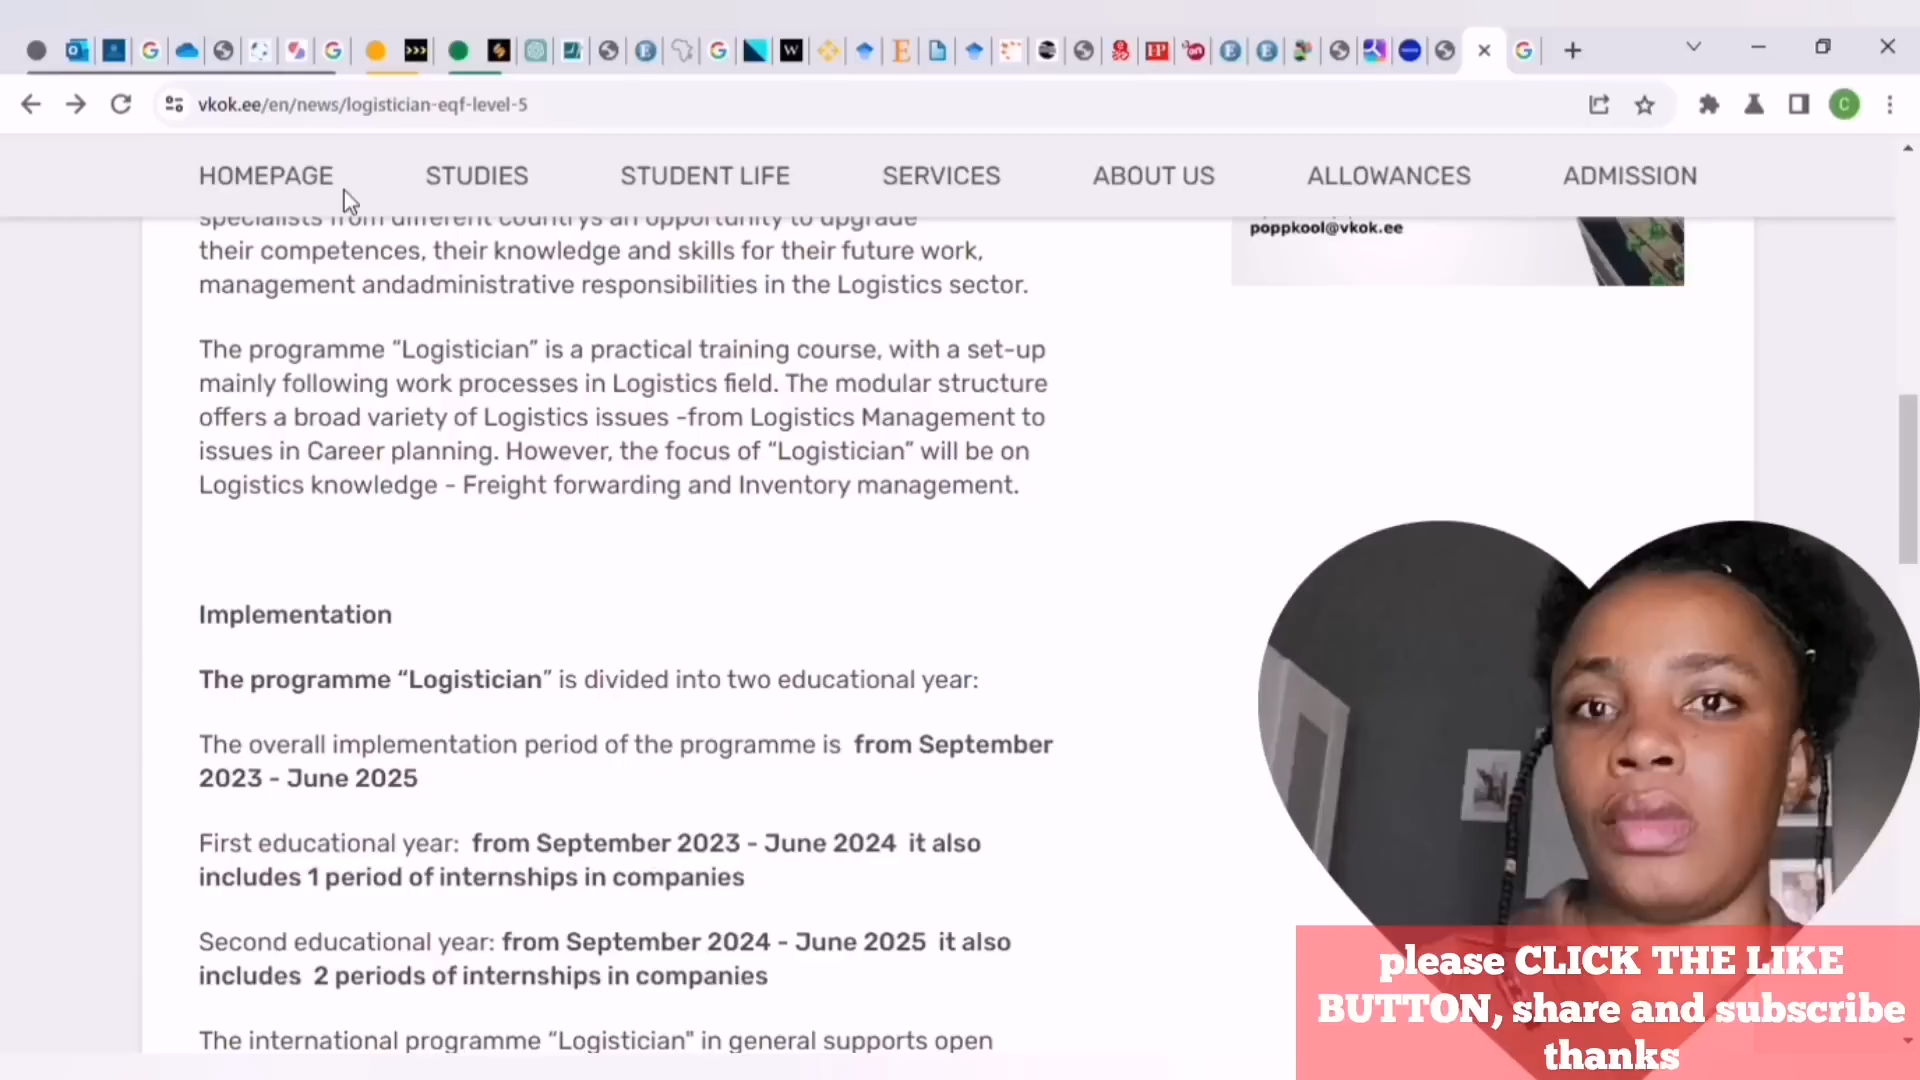 vkok.ee/en/news/logistician-eqf-level-5
HOMEPAGE STUDIES STUDENT LIFE SERVICES ABOUT US ALLOWANCES ADMISSION
specialists from different countrys an opportunity to upgrade
their competences, their knowledge and skills for their future work,
management andadministrative responsibilities in the Logistics sector.
poppkool@vkok.ee
The programme “Logistician” is a practical training course, with a set-up
mainly following work processes in Logistics field. The modular structure
offers a broad variety of Logistics issues -from Logistics Management to
issues in Career planning. However, the focus of “Logistician” will be on
Logistics knowledge - Freight forwarding and Inventory management.
Implementation
The programme “Logistician” is divided into two educational year:
The overall implementation period of the programme is from September
2023 - June 2025
First educational year: from September 2023 - June 2024 it also
includes 1 period of internships in companies
Second educational year: from September 2024 - June 2025 it also
includes 2 periods of internships in companies
The international programme “Logistician" in general supports open
please CLICK THE LIKE
BUTTON, share and subscribe
thanks